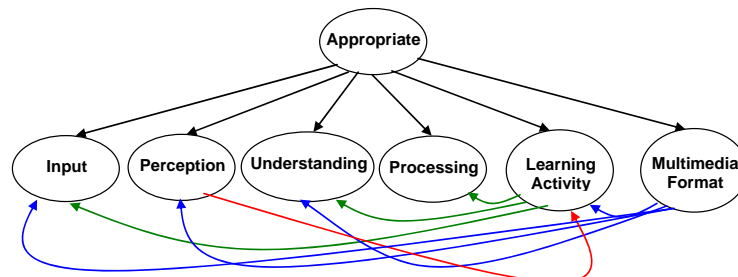 Appropriate
Input
Perception
Understanding
Processing
Learning
Activity
Multimedia
Format